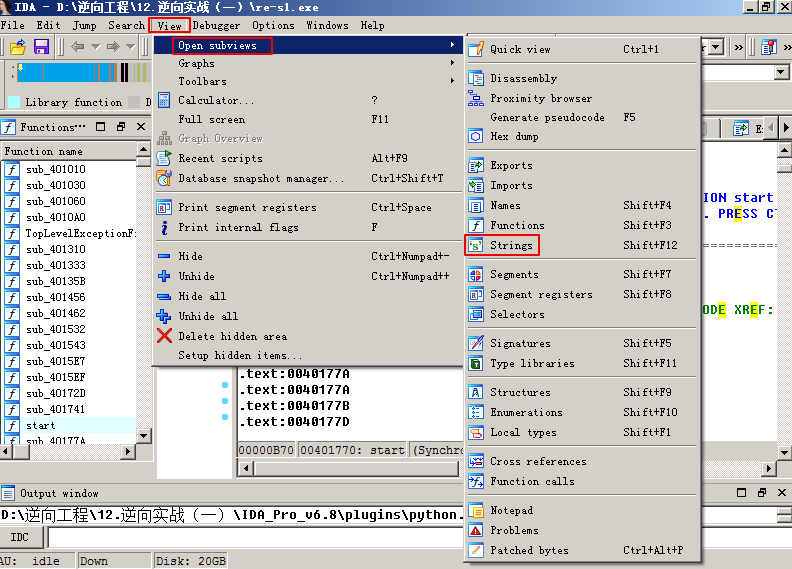 IDA - D:\逆向工程\12.逆向实战（一）\re-s1.exe
File Edit Jump Search View Debugger Options Windows Help
Library function
Functions…
Function name
sub_401010
sub_401030
sub_401060
sub_4010A0
TopLevelExceptionF
sub_401310
sub_401333
sub_40135B
sub_401456
sub_401462
sub_401532
sub_401543
sub_4015E7
sub_4015EF
sub_40172D
sub_401741
start
sub_40177A
Open subviews
Graphs
Toolbars
Calculator... ?
Full screen F11
Graph Overview
Recent scripts Alt+F9
Database snapshot manager... Ctrl+Shift+T
Print segment registers Ctrl+Space
Print internal flags F
Hide Ctrl+Numpad+-
Unhide Ctrl+Numpad++
Hide all
Unhide all
Delete hidden area
Setup hidden items...
Quick view Ctrl+1
Disassembly
Proximity browser
Generate pseudocode F5
Hex dump
Exports
Imports
Names Shift+F4
Functions Shift+F3
Strings Shift+F12
Segments Shift+F7
Segment registers Shift+F8
Selectors
Signatures Shift+F5
Type libraries Shift+F11
Structures Shift+F9
Enumerations Shift+F10
Local types Shift+F1
Cross references
Function calls
Notepad
Problems
Patched bytes Ctrl+Alt+P
ION start
. PRESS C
ODE XREF:
.text:0040177A
.text:0040177A
.text:0040177B
.text:0040177D
00000B70 00401770: start (Synchro
Output window
D:\逆向工程\12.逆向实战（一）\IDA_Pro_v6.8\plugins\python.
IDC
AU: idle Down Disk: 20GB